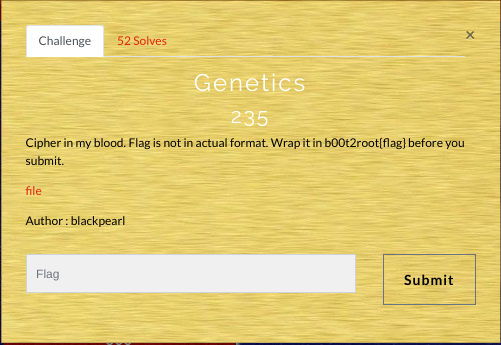 Challenge 52 Solves ×
Genetics
235
Cipher in my blood. Flag is not in actual format. Wrap it in b00t2root{flag} before you
submit.
file
Author : blackpearl
Flag Submit